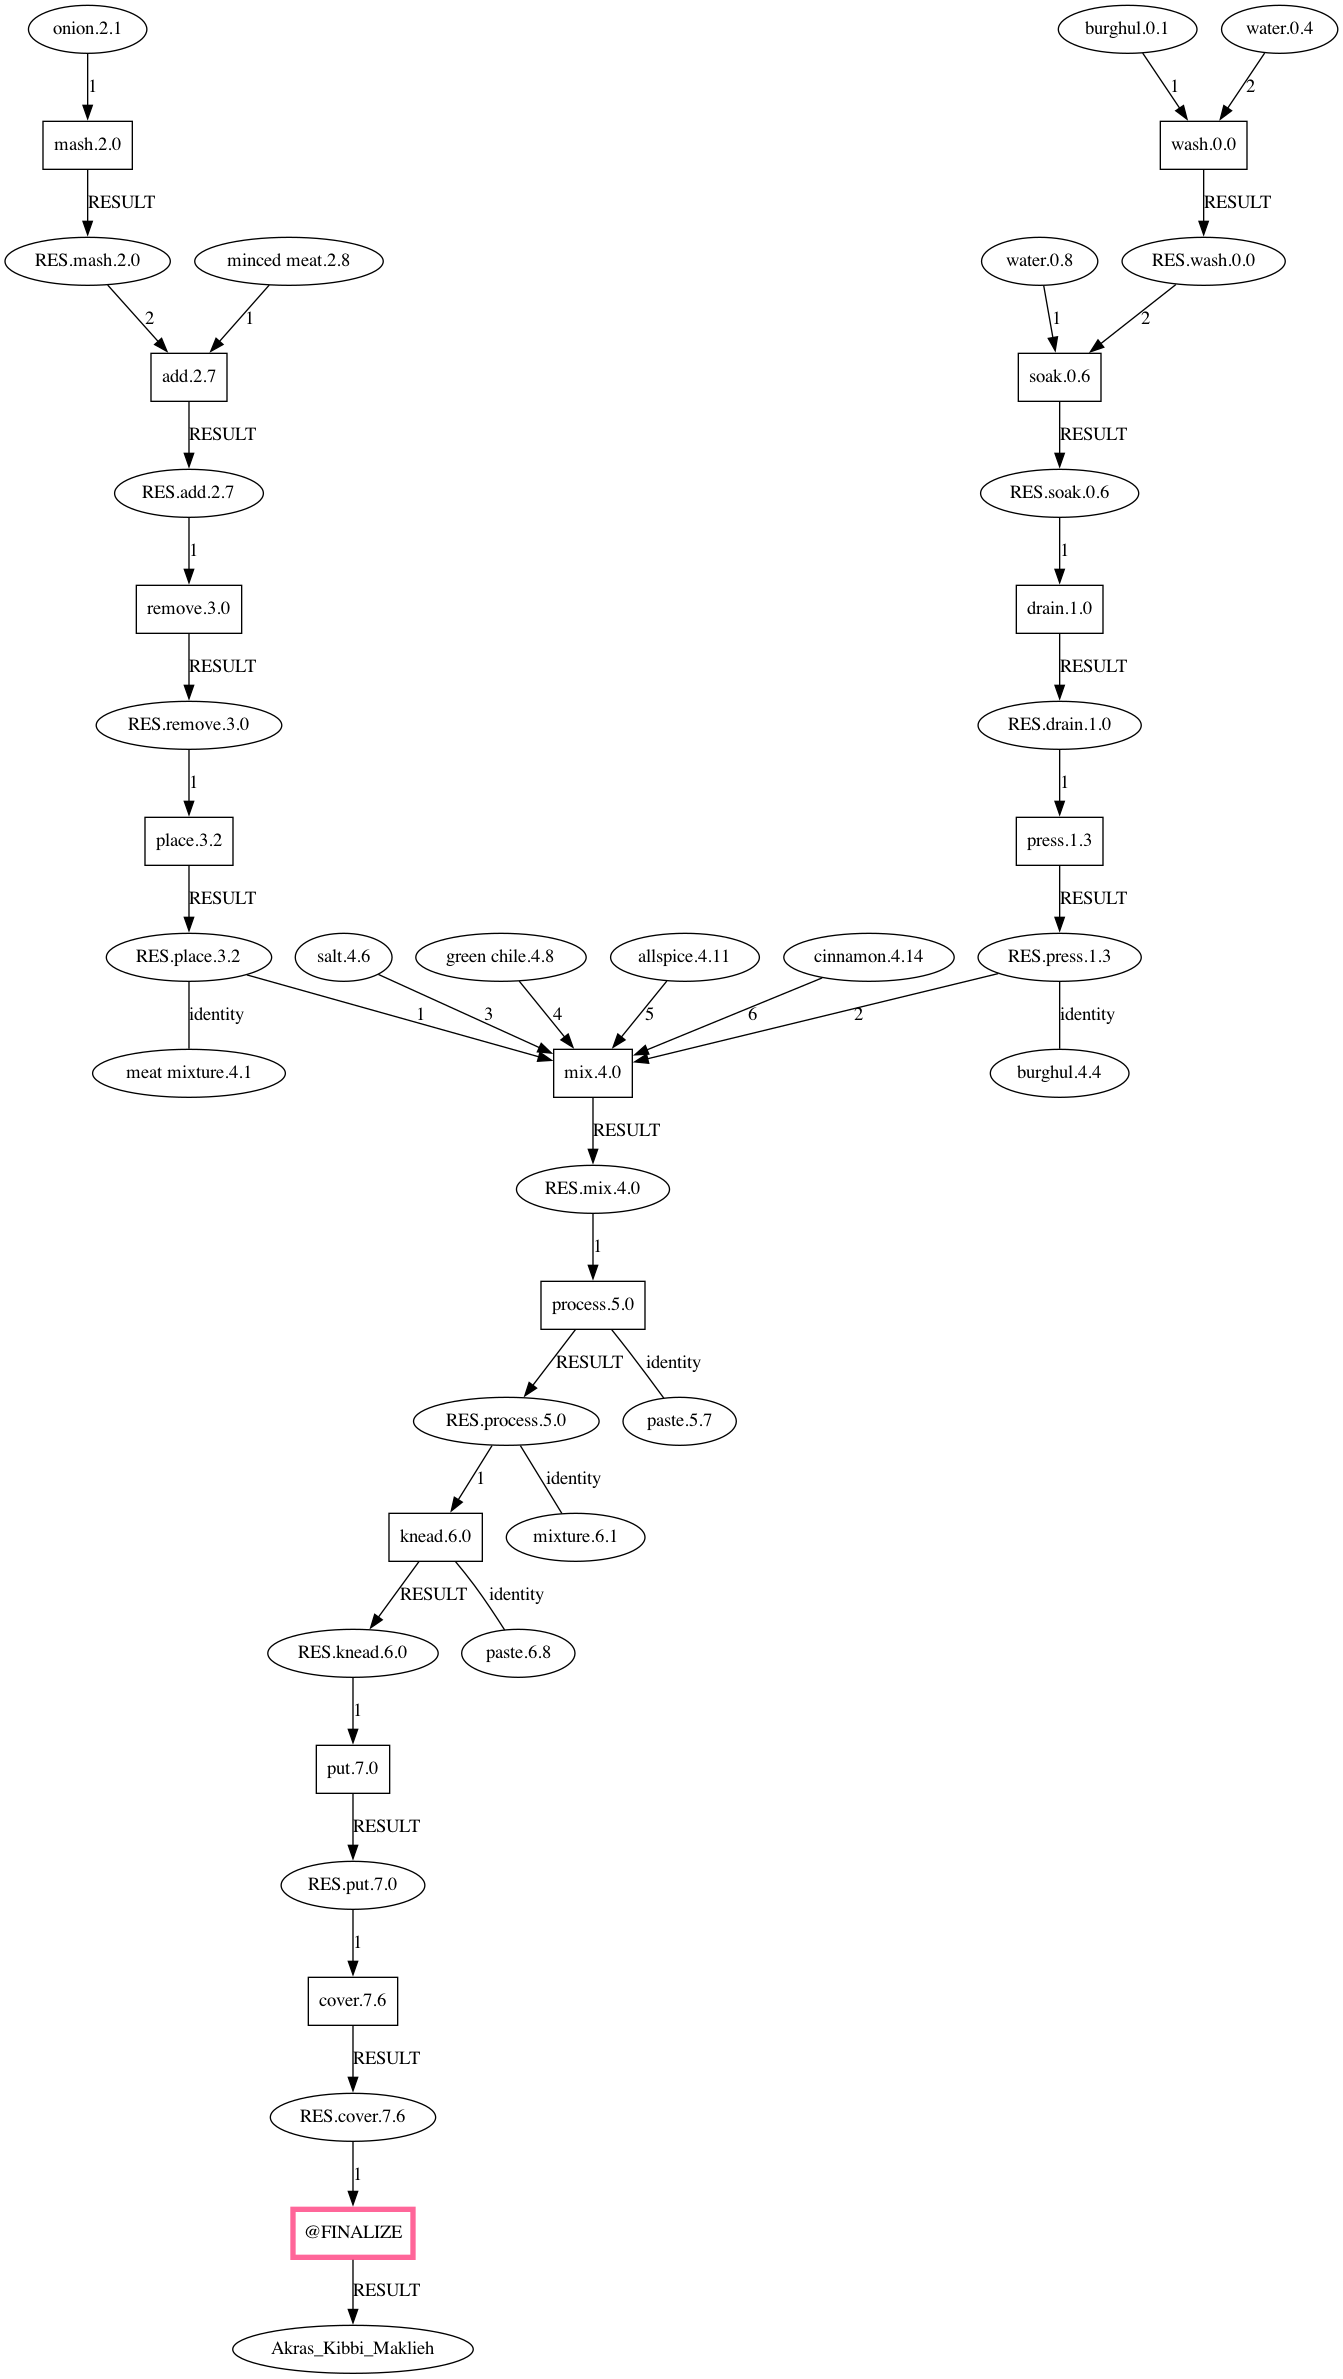 onion.2.1
burghul.0.1
water.0.4
1
1
2
mash.2.0
wash.0.0
RESULT
RESULT
RES.mash.2.0
minced meat.2.8
water.0.8
RES.wash.0.0
2
1
1
2
add.2.7
soak.0.6
RESULT
RESULT
RES.add.2.7
RES.soak.0.6
1
1
remove.3.0
drain.1.0
RESULT
RESULT
RES.remove.3.0
RES.drain.1.0
1
1
place.3.2
press.1.3
RESULT
RESULT
RES.place.3.2
salt.4.6
green chile.4.8
allspice.4.11
cinnamon.4.14
RES.press.1.3
identity
1
3
4
5
6
2
identity
meat mixture.4.1
mix.4.0
burghul.4.4
RESULT
RES.mix.4.0
1
process.5.0
RESULT
identity
RES.process.5.0
paste.5.7
1
identity
knead.6.0
mixture.6.1
RESULT
identity
RES.knead.6.0
paste.6.8
1
put.7.0
RESULT
RES.put.7.0
1
cover.7.6
RESULT
RES.cover.7.6
1
@FINALIZE
RESULT
Akras_Kibbi_Maklieh